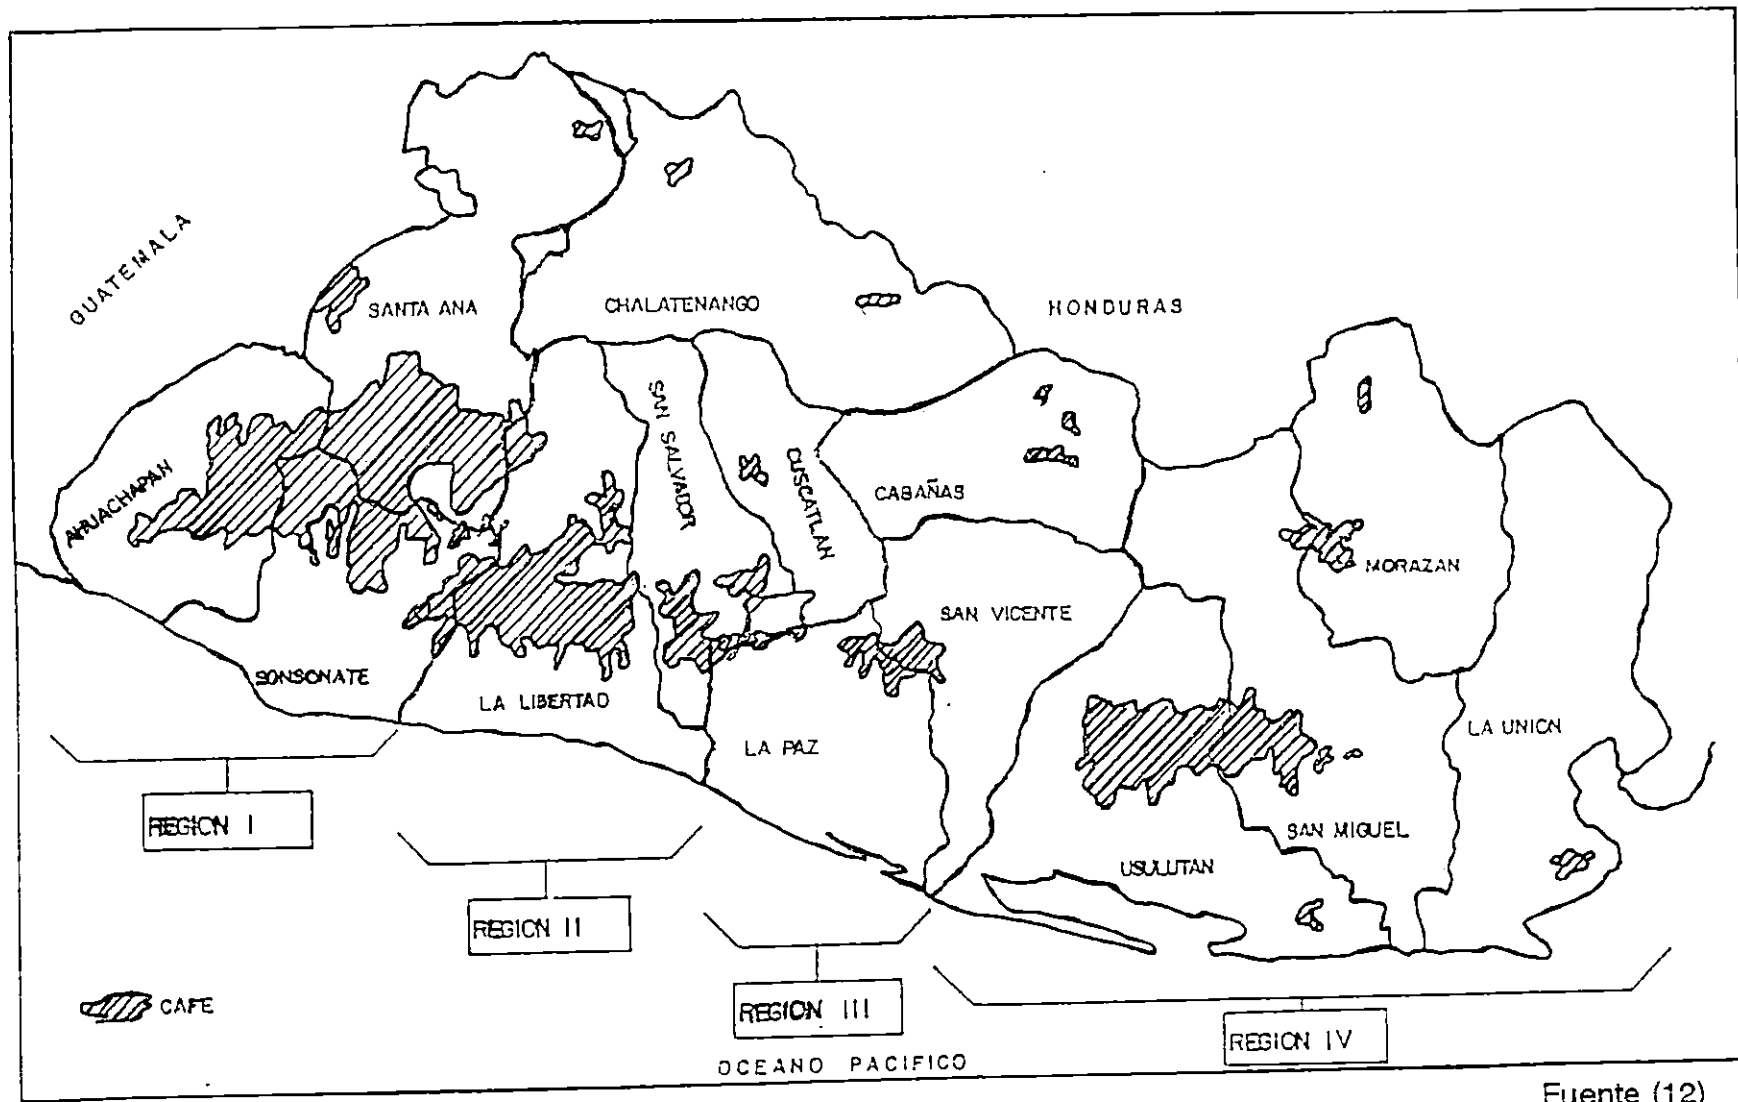 GUATEMALA
SANTA ANA
CHALATENANGO
HONDURAS
AHUACHAPAN
SAN SALVADOR
CUSCATLAN
CABAÑAS
MORAZAN
SAN VICENTE
SONSONATE
LA LIBERTAD
LA PAZ
LA UNION
SAN MIGUEL
USULUTAN
REGION I
REGION II
REGION III
REGION IV
CAFE
OCEANO PACIFICO
Fuente (12)